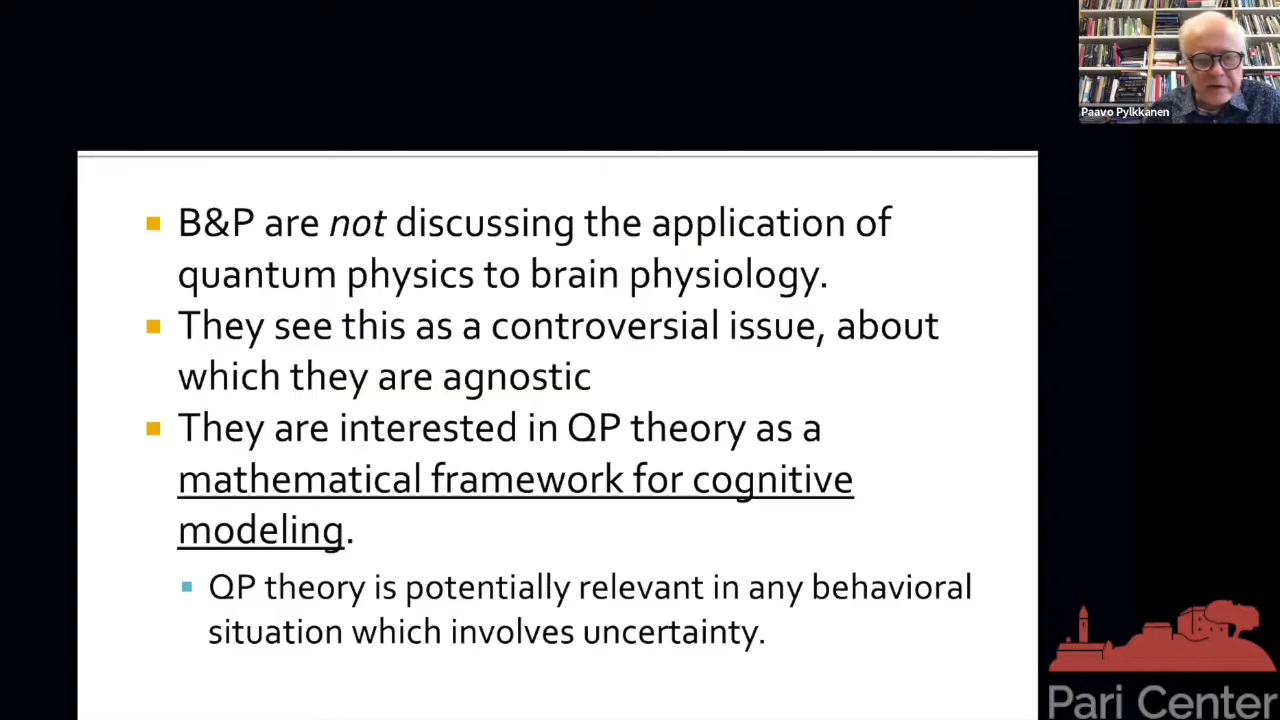 Paavo Pylkkanen
B&P are not discussing the application of
quantum physics to brain physiology.
They see this as a controversial issue, about
which they are agnostic
They are interested in QP theory as a
mathematical framework for cognitive
modeling.
QP theory is potentially relevant in any behavioral
situation which involves uncertainty.
Pari Center